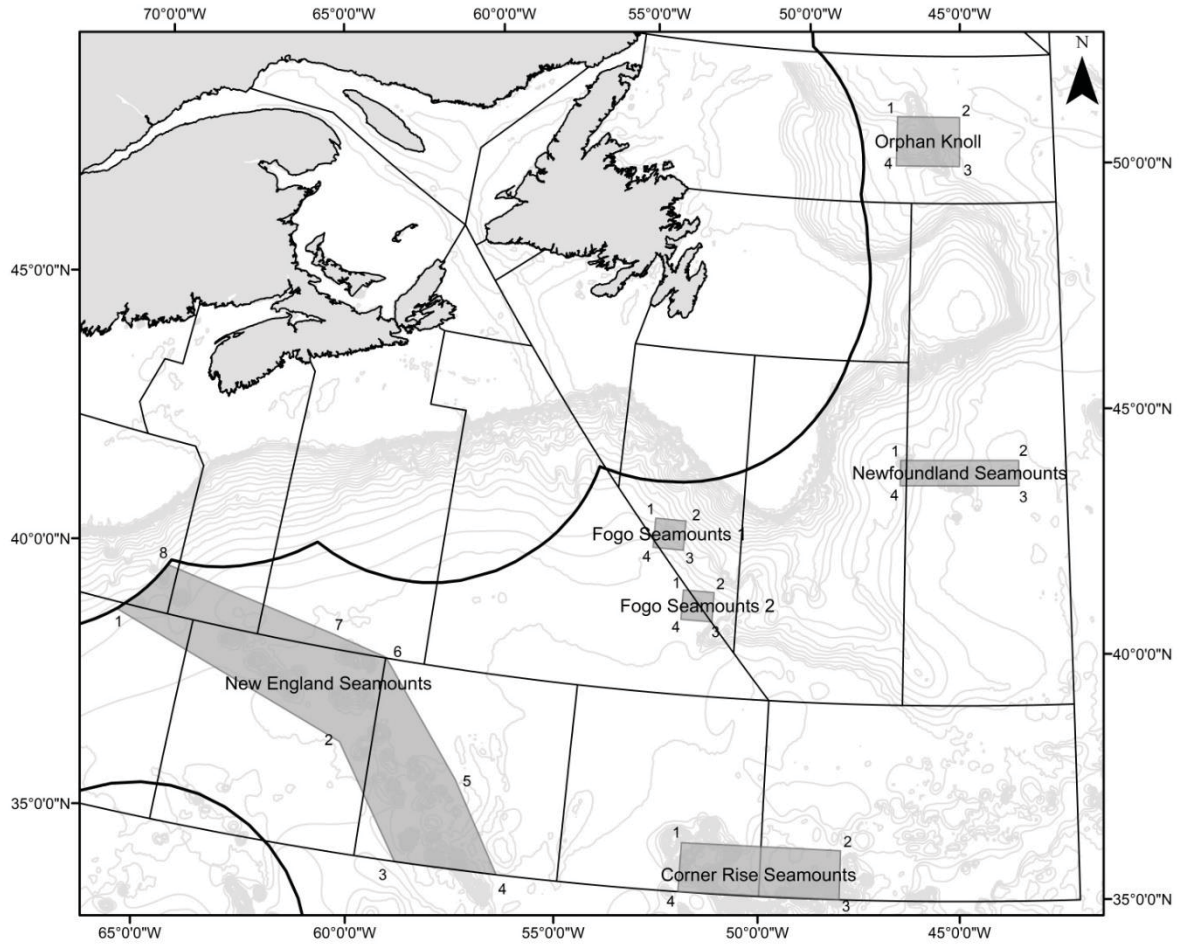 70°0'0"W 65°0'0"W 60°0'0"W 55°0'0"W 50°0'0"W 45°0'0"W
N
1 2
Orphan Knoll
4 3
50°0'0"N
45°0'0"N
45°0'0"N
1 2
Newfoundland Seamounts
4 3
1 2
Fogo Seamounts 1
4 3
40°0'0"N
8
1 2
Fogo Seamounts 2
4 3
1
7
6
40°0'0"N
New England Seamounts
2
5
35°0'0"N
1 2
Corner Rise Seamounts
3 4
4 3
35°0'0"N
65°0'0"W 60°0'0"W 55°0'0"W 50°0'0"W 45°0'0"W